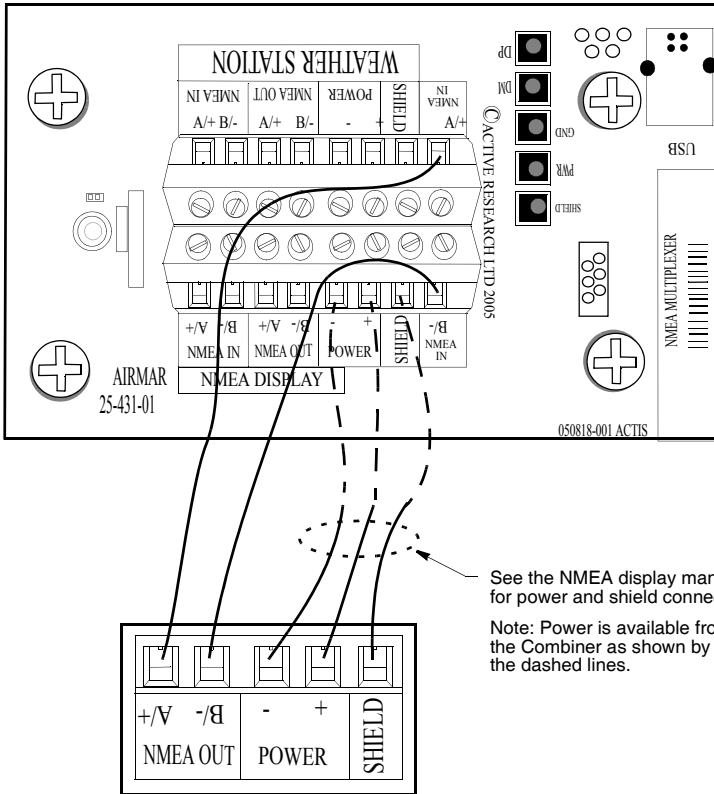 WEATHER STATION
NMEA IN NMEA OUT POWER SHIELD NMEA IN
A/+ B/- A/+ B/- - + A/+
© ACTIVE RESEARCH LTD 2005
DP
DM
GND
PWR
SHIELD
USB
NMEA MULTIPLEXER
A/+ B/- A/+ B/- - + SHIELD B/-
NMEA IN NMEA OUT POWER NMEA IN
NMEA DISPLAY
AIRMAR
25-431-01
050818-001 ACTIS
See the NMEA display man
for power and shield conne
Note: Power is available fro
the Combiner as shown by
the dashed lines.
A/+ B/- - +
NMEA OUT POWER SHIELD